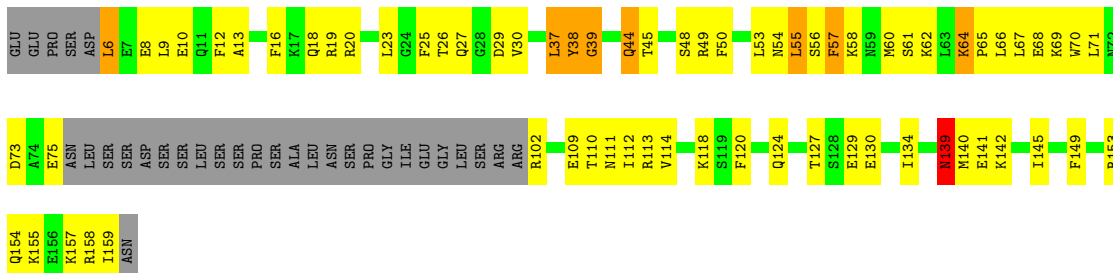 GLU GLU PRO SER ASP L6 E7 E8 L9 E10 Q11 F12 A13 F16 K17 Q18 R19 R20 L23 G24 F25 T26 Q27 G28 D29 V30 L37 Y38 G39 Q44 T45 S48 R49 F50 L53 N54 L55 S56 F57 K58 N59 M60 S61 K62 L63 K64 P65 L66 L67 E68 K69 W70 L71 N72
D73 A74 E75 ASN LEU SER SER ASP SER SER LEU SER SER PRO SER ALA LEU ASN SER PRO GLY ILE GLU GLY LEU SER ARG ARG R102 E109 T110 N111 I112 R113 V114 K118 S119 F120 Q124 T127 S128 E129 E130 I134 N139 M140 E141 K142 I145 F149 R153
Q154 K155 E156 K157 R158 I159 ASN